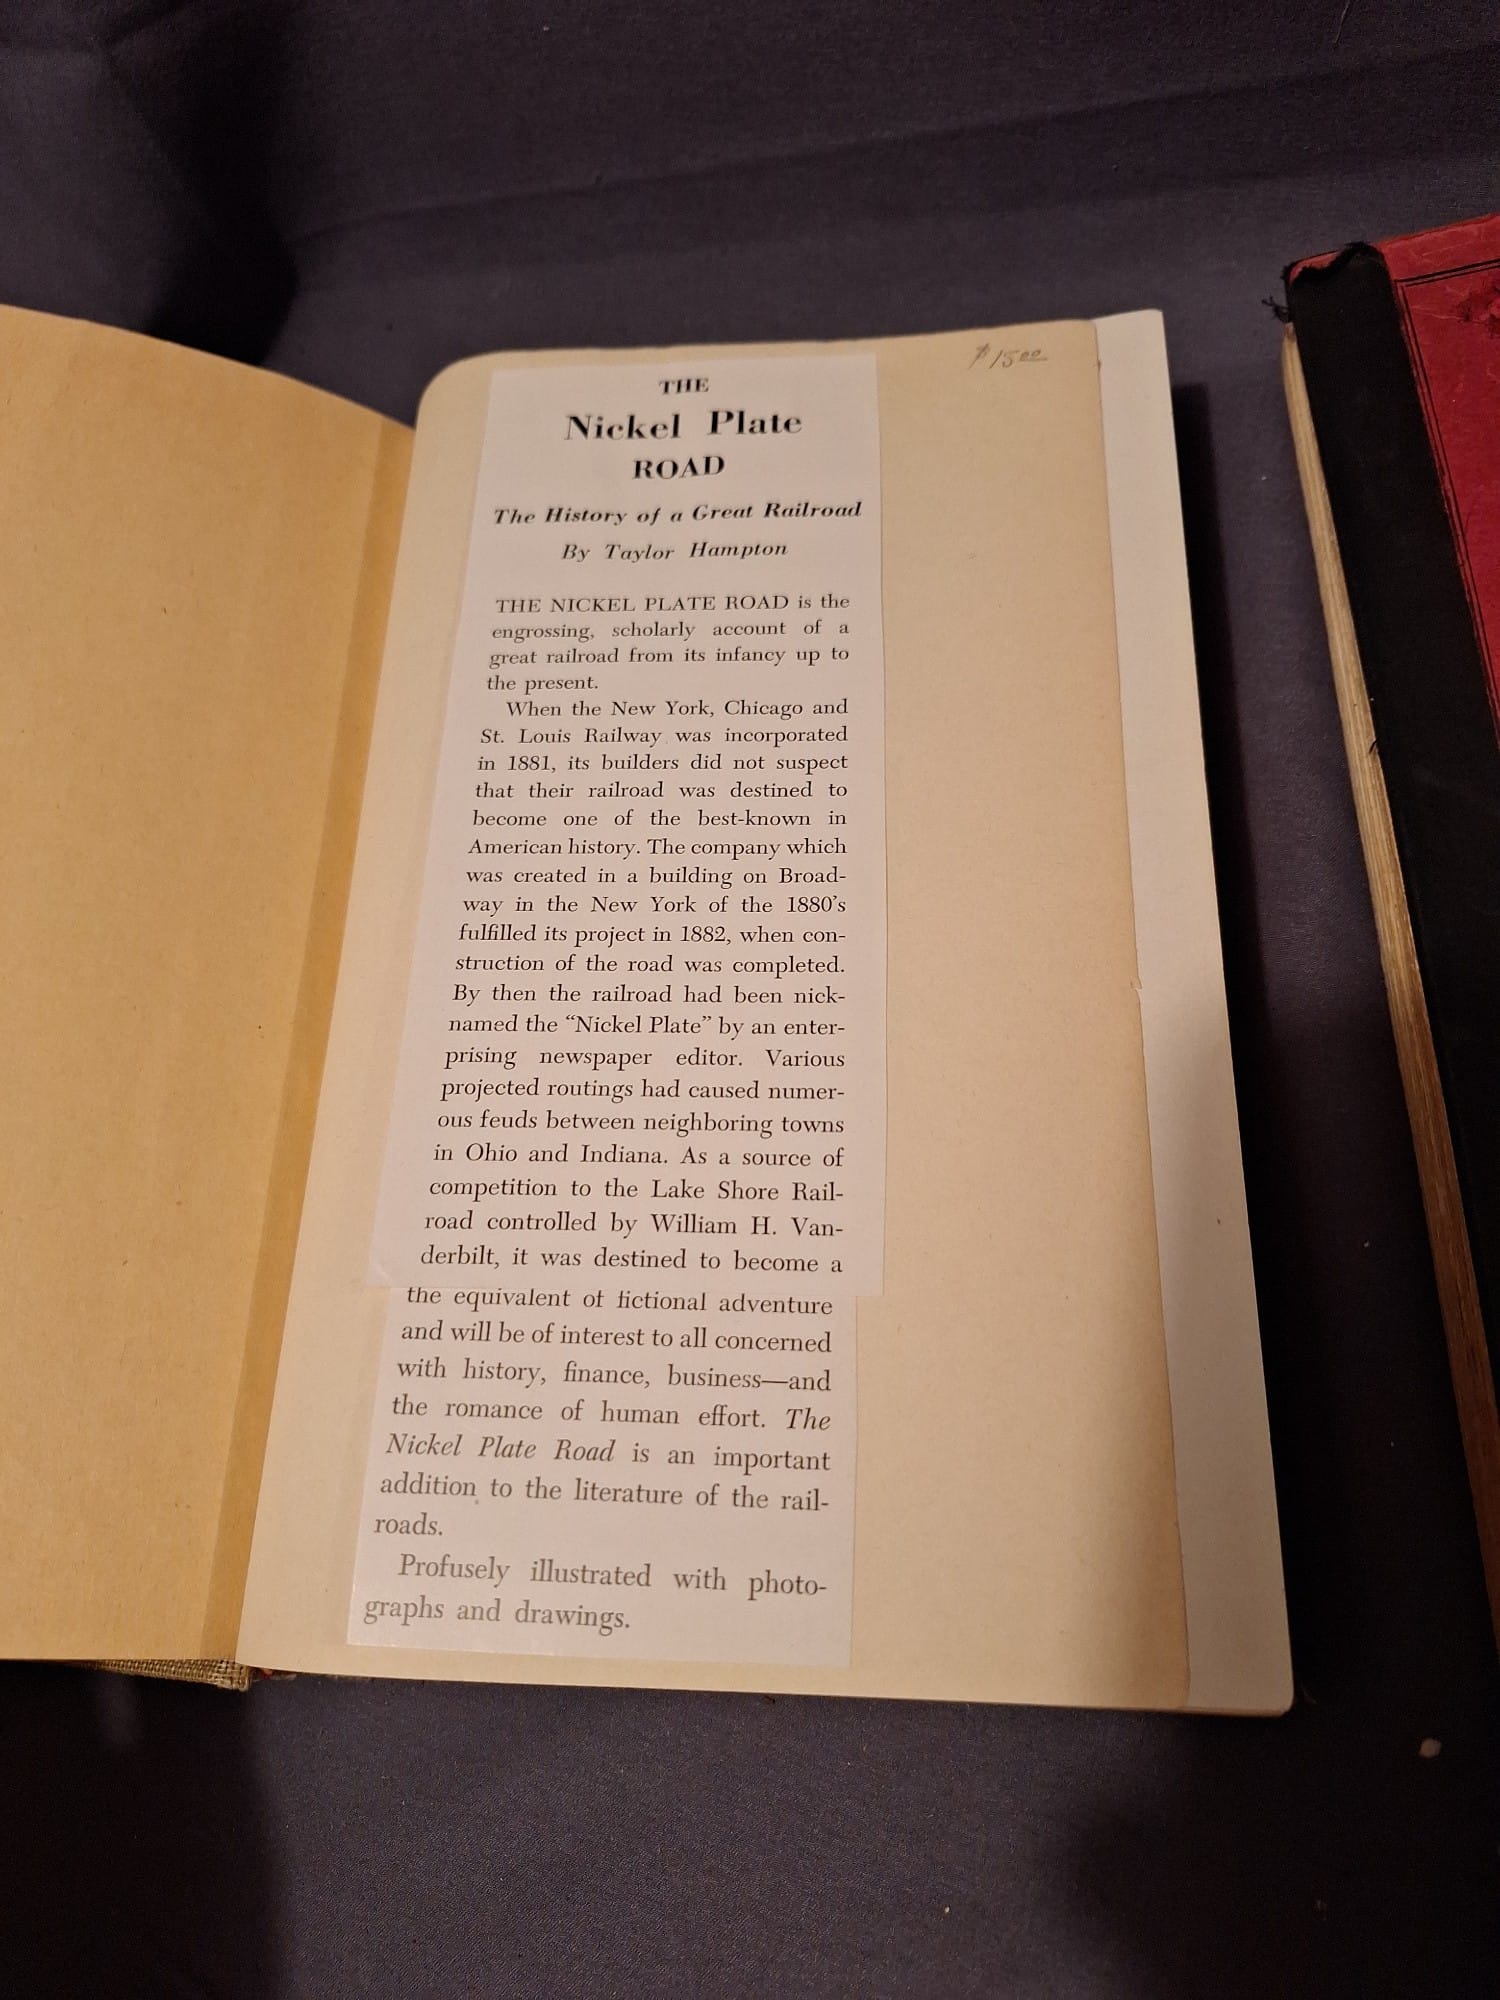 $15.00
THE
Nickel Plate
ROAD
The History of a Great Railroad
By Taylor Hampton
THE NICKEL PLATE ROAD is the
engrossing, scholarly account of a
great railroad from its infancy up to
the present.
When the New York, Chicago and
St. Louis Railway was incorporated
in 1881, its builders did not suspect
that their railroad was destined to
become one of the best-known in
American history. The company which
was created in a building on Broad-
way in the New York of the 1880's
fulfilled its project in 1882, when con-
struction of the road was completed.
By then the railroad had been nick-
named the “Nickel Plate” by an enter-
prising newspaper editor. Various
projected routings had caused numer-
ous feuds between neighboring towns
in Ohio and Indiana. As a source of
competition to the Lake Shore Rail-
road controlled by William H. Van-
derbilt, it was destined to become a
the equivalent of fictional adventure
and will be of interest to all concerned
with history, finance, business—and
the romance of human effort. The
Nickel Plate Road is an important
addition to the literature of the rail-
roads.
Profusely illustrated with photo-
graphs and drawings.